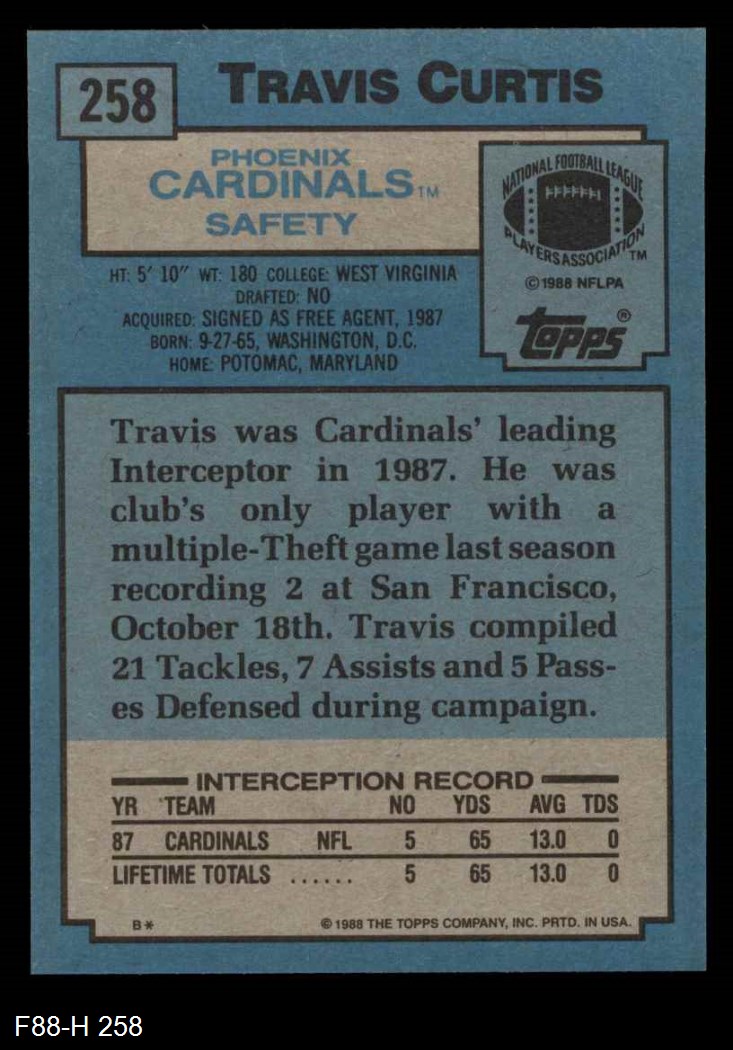 258
TRAVIS CURTIS
PHOENIX
CARDINALS™
SAFETY
NATIONAL FOOTBALL LEAGUE
PLAYERS ASSOCIATION™
© 1988 NFLPA
topps®
HT: 5' 10" WT: 180 COLLEGE: WEST VIRGINIA
DRAFTED: NO
ACQUIRED: SIGNED AS FREE AGENT, 1987
BORN: 9-27-65, WASHINGTON, D.C.
HOME: POTOMAC, MARYLAND
Travis was Cardinals' leading
Interceptor in 1987. He was
club's only player with a
multiple-Theft game last season
recording 2 at San Francisco,
October 18th. Travis compiled
21 Tackles, 7 Assists and 5 Pass-
es Defensed during campaign.
INTERCEPTION RECORD
YR TEAM NO YDS AVG TDS
87 CARDINALS NFL 5 65 13.0 0
LIFETIME TOTALS ...... 5 65 13.0 0
B* © 1988 THE TOPPS COMPANY, INC. PRTD. IN USA.
F88-H 258